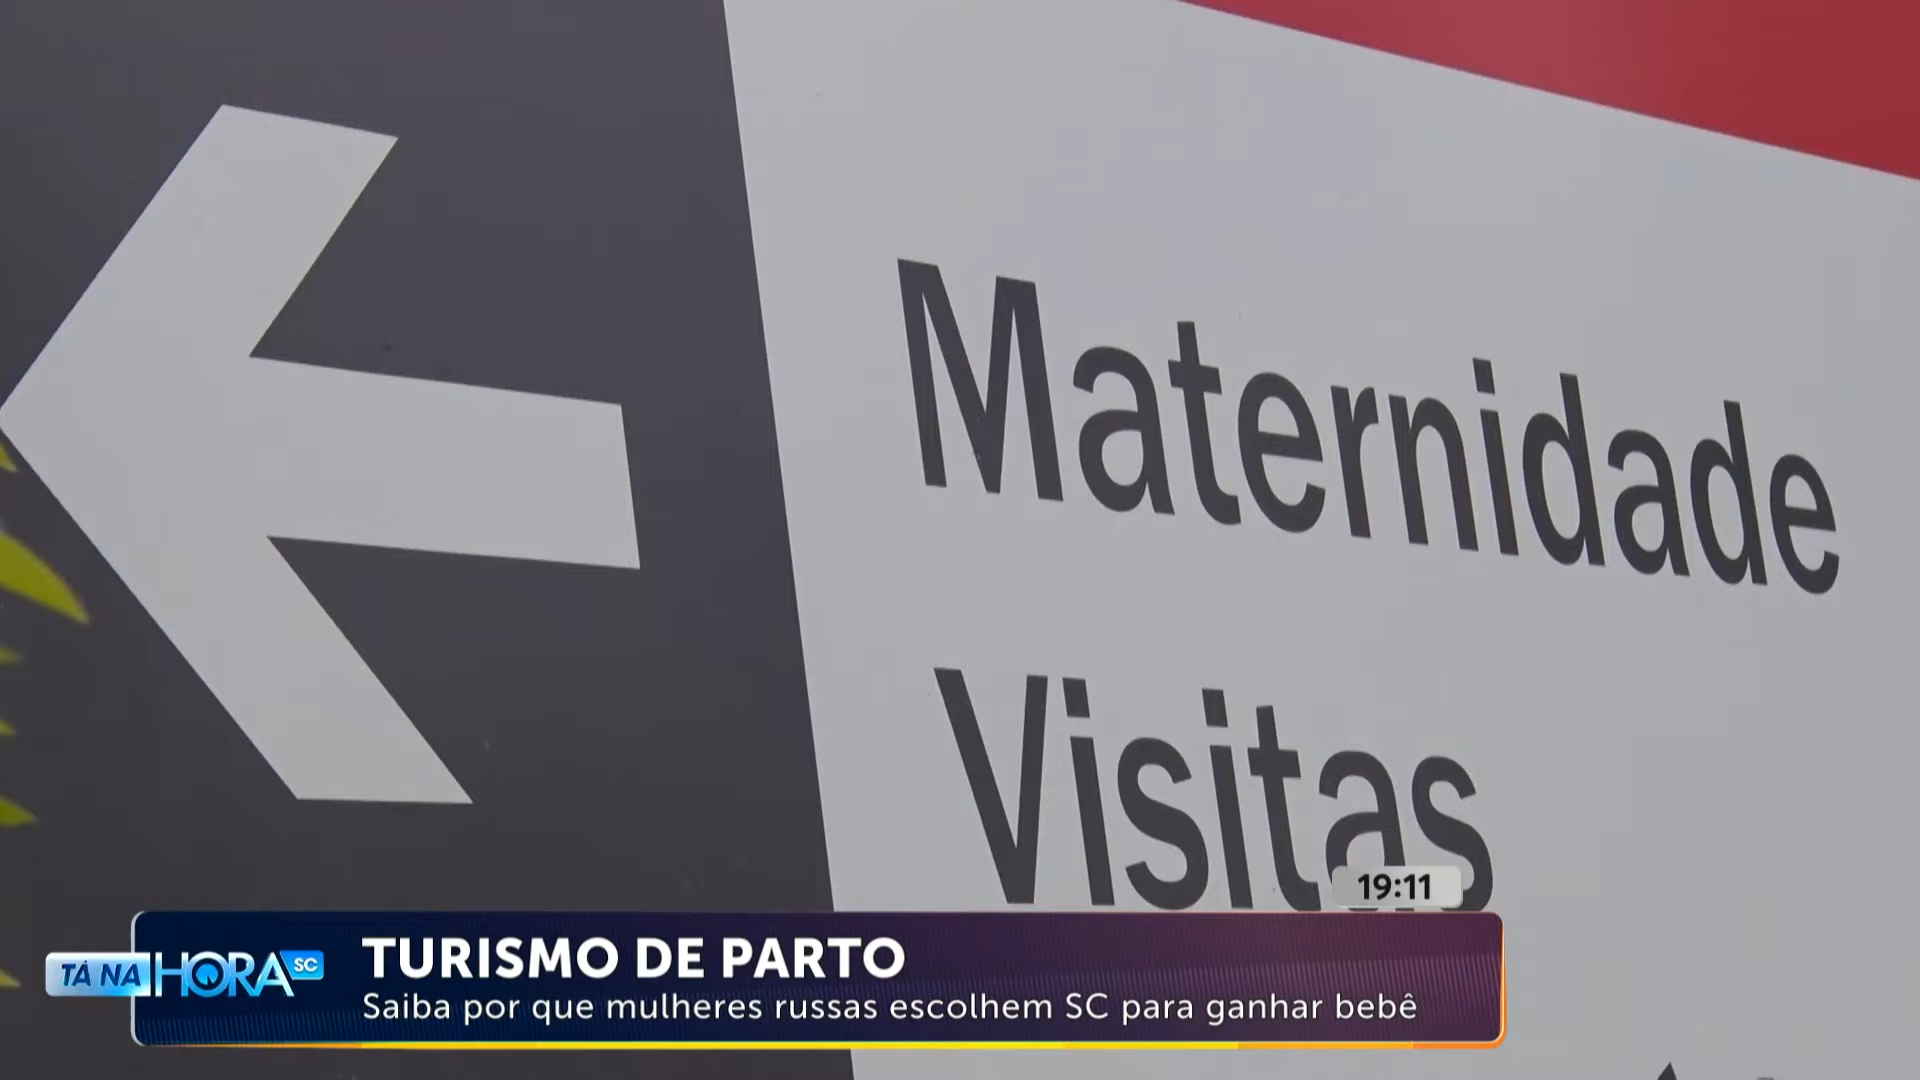 Maternidade
Visitas
19:11
TÁ NA HORA SC
TURISMO DE PARTO
Saiba por que mulheres russas escolhem SC para ganhar bebê